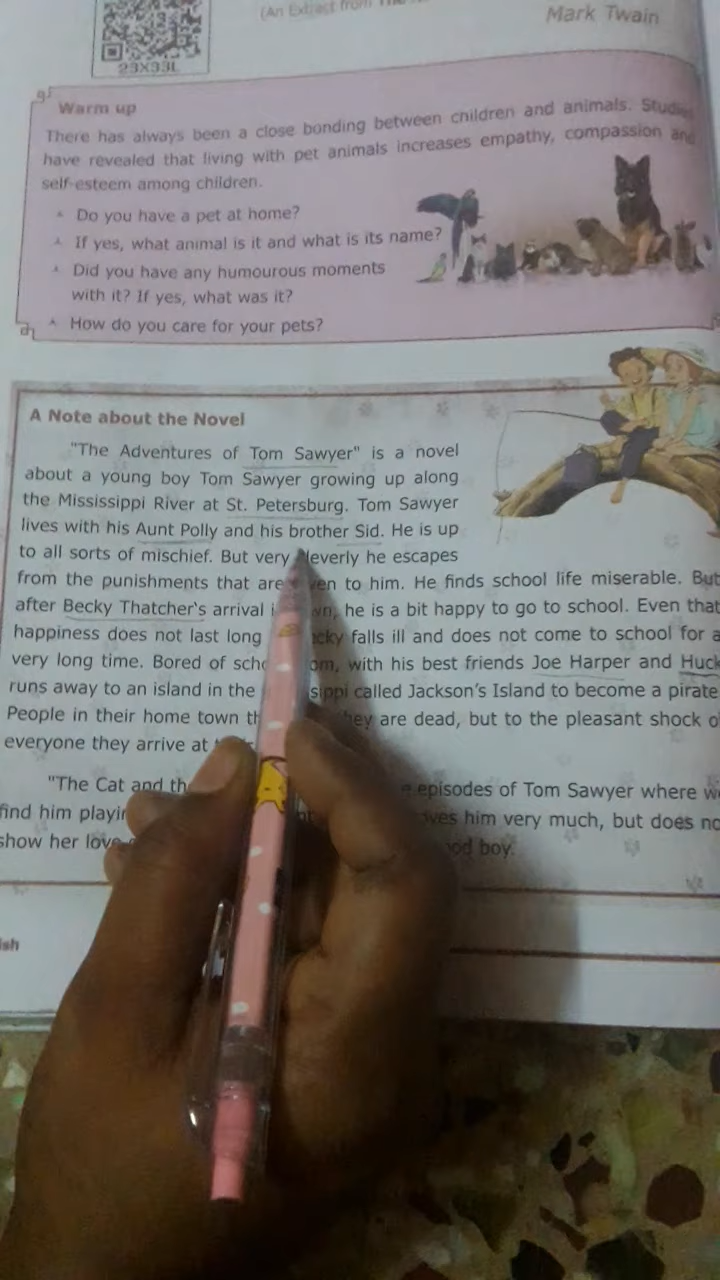 (An Extract from The
Mark Twain
23X33L
Warm up
There has always been a close bonding between children and animals. Studies
have revealed that living with pet animals increases empathy, compassion and
self-esteem among children.
Do you have a pet at home?
If yes, what animal is it and what is its name?
Did you have any humourous moments
with it? If yes, what was it?
How do you care for your pets?
A Note about the Novel
"The Adventures of Tom Sawyer" is a novel
about a young boy Tom Sawyer growing up along
the Mississippi River at St. Petersburg. Tom Sawyer
lives with his Aunt Polly and his brother Sid. He is up
to all sorts of mischief. But very cleverly he escapes
from the punishments that are to him. He finds school life miserable. But
after Becky Thatcher's arrival he is a bit happy to go to school. Even that
happiness does not last long falls ill and does not come to school for a
very long time. Bored of with his best friends Joe Harper and Huck
runs away to an island in the called Jackson's Island to become a pirate
People in their home town they are dead, but to the pleasant shock o
everyone they arrive at
"The Cat and episodes of Tom Sawyer where
find him him very much, but does
show her love good boy.
ish